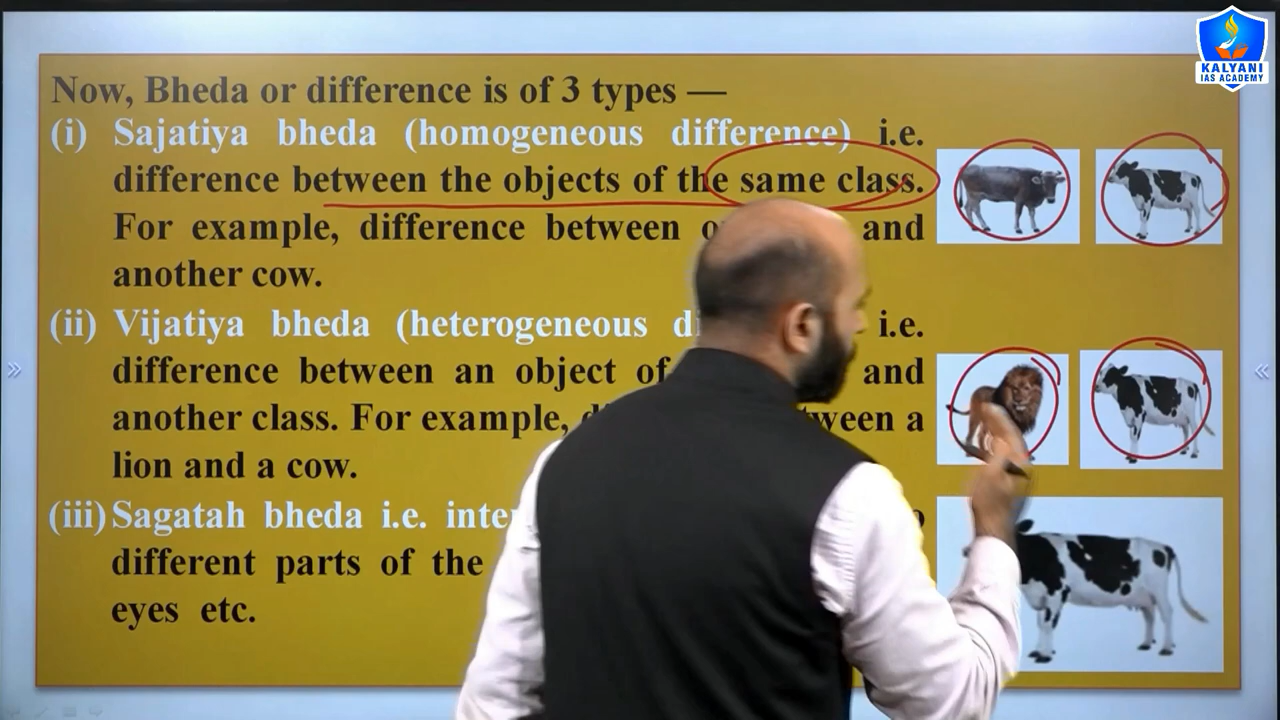 KALYANI
IAS ACADEMY
Now, Bheda or difference is of 3 types —
(i) Sajatiya bheda (homogeneous difference) i.e.
difference between the objects of the same class.
For example, difference between and
another cow.
(ii) Vijatiya bheda (heterogeneous i.e.
difference between an object of and
another class. For example, a
lion and a cow.
(iii) Sagatah bheda i.e.
different parts of the
eyes etc.